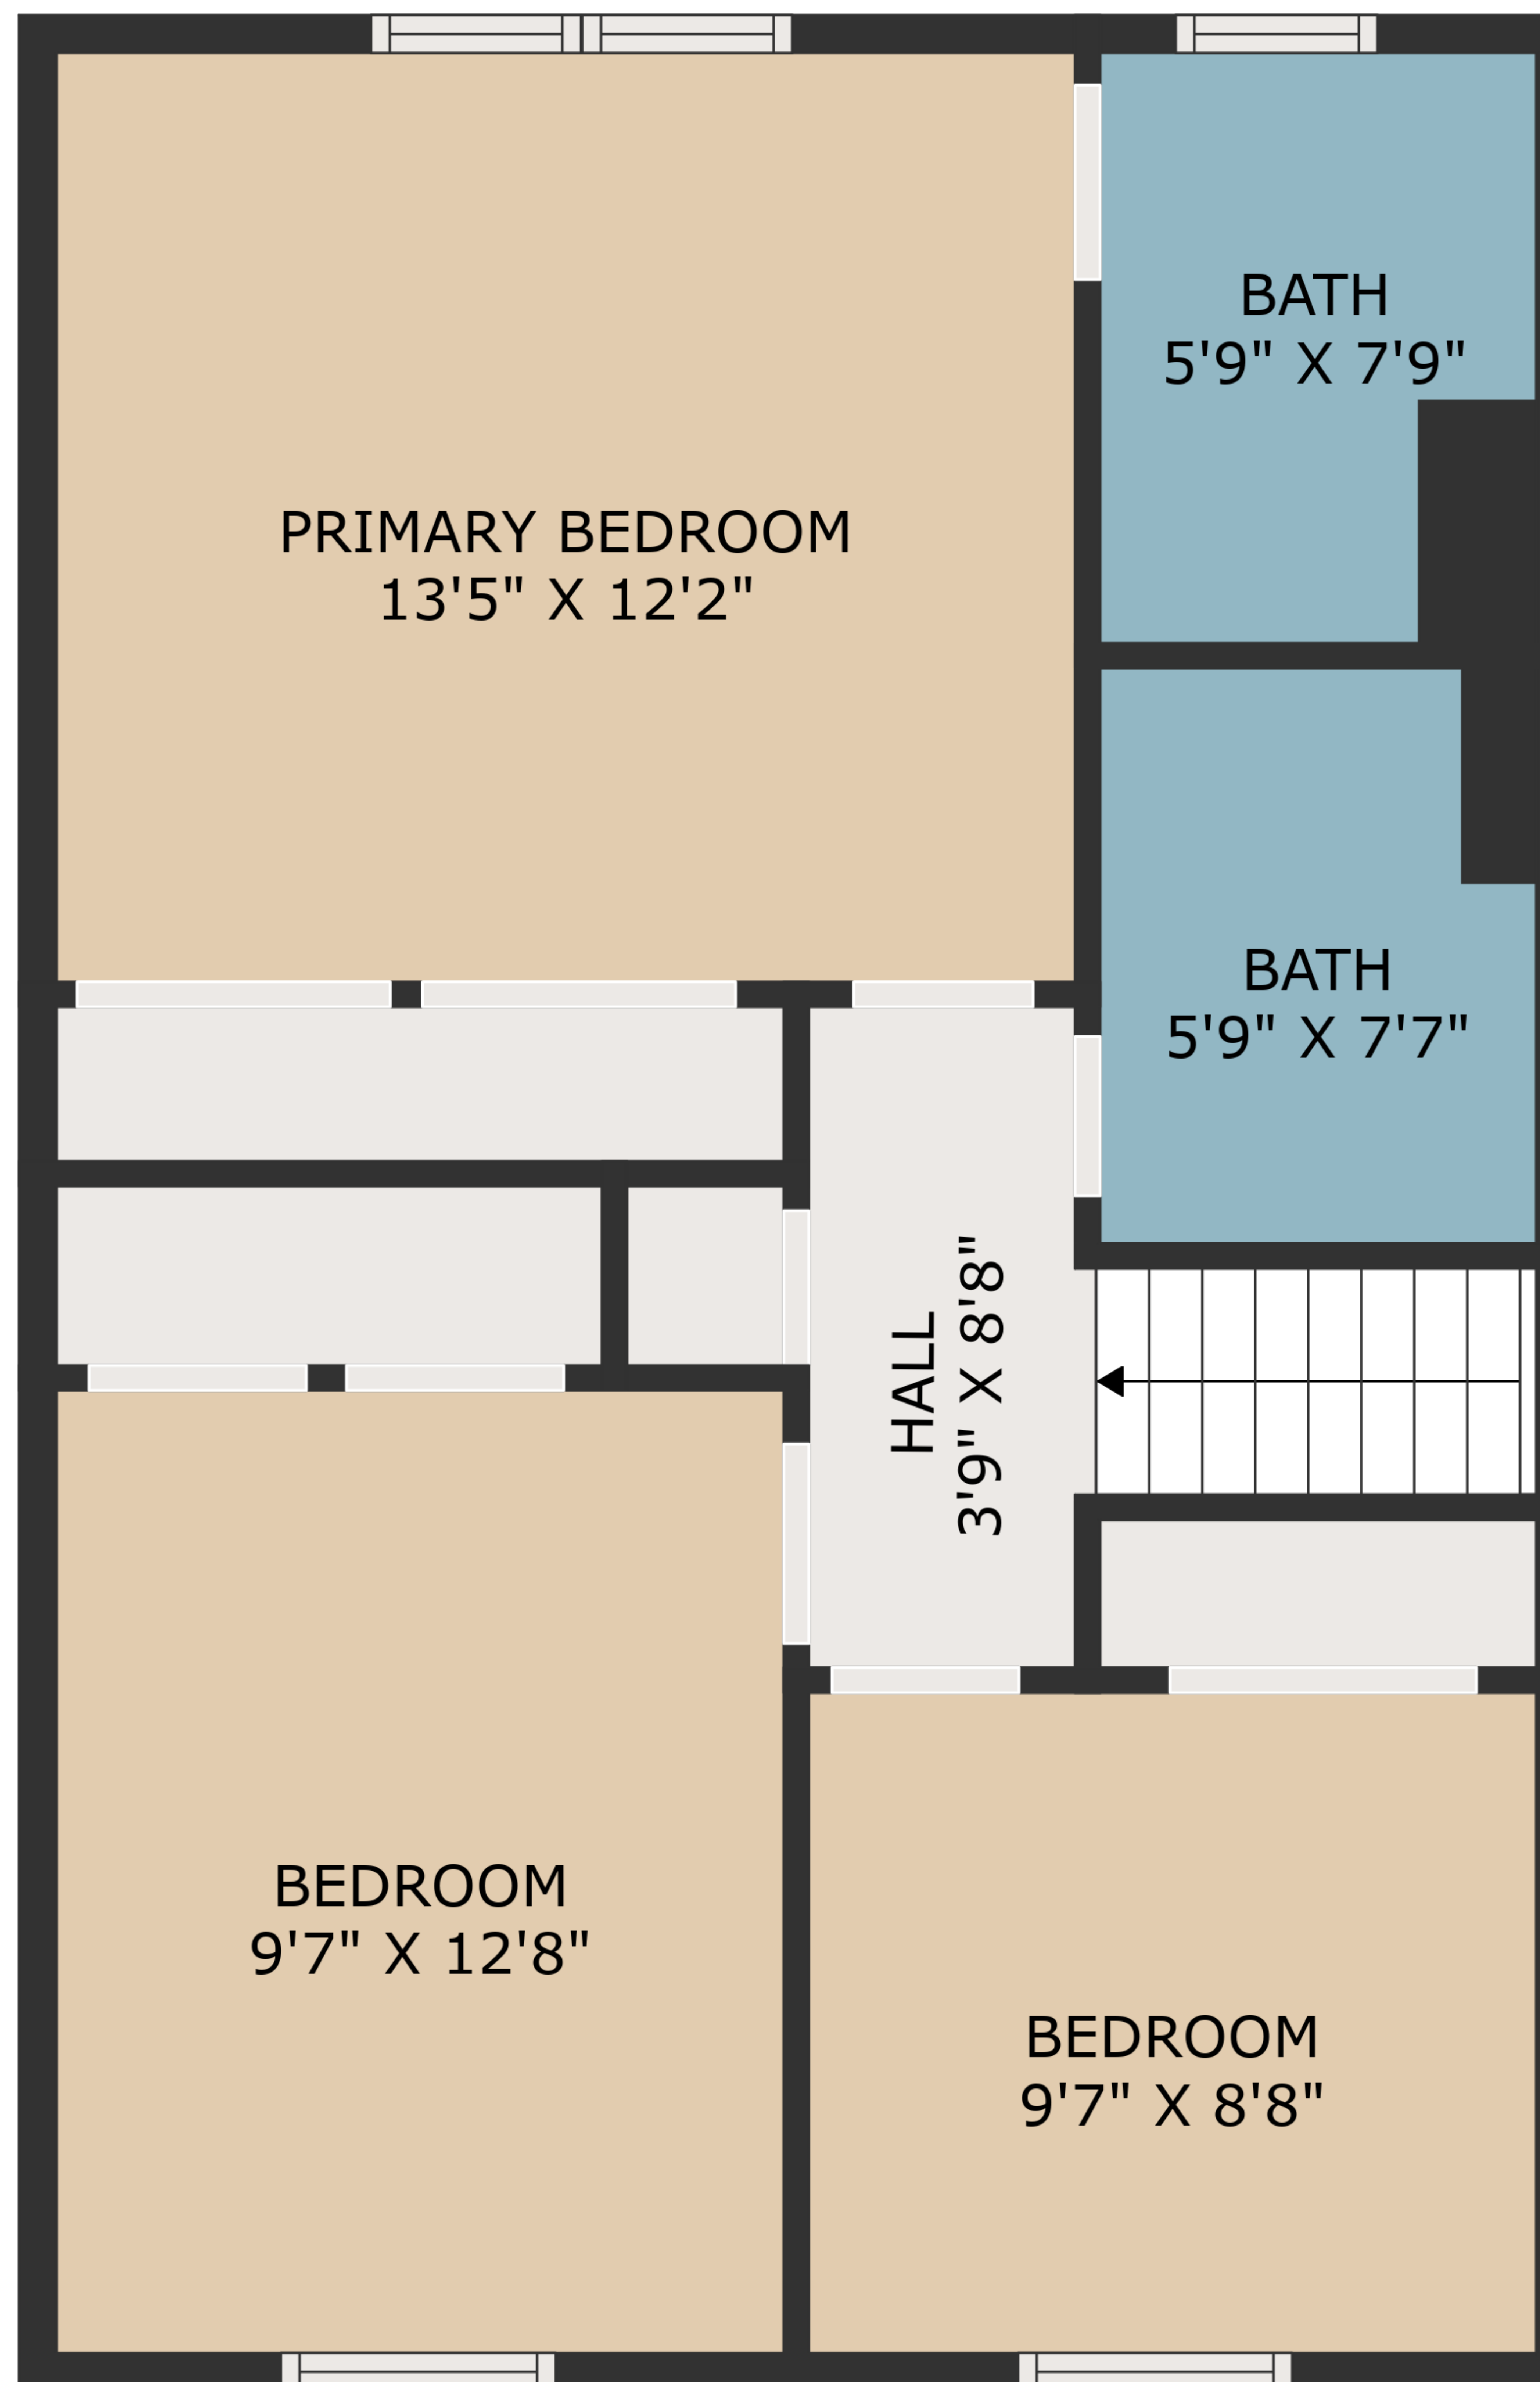 BATH
5'9" X 7'9"
PRIMARY BEDROOM
13'5" X 12'2"
BATH
5'9" X 7'7"
HALL
3'9" X 8'8"
BEDROOM
9'7" X 12'8"
BEDROOM
9'7" X 8'8"